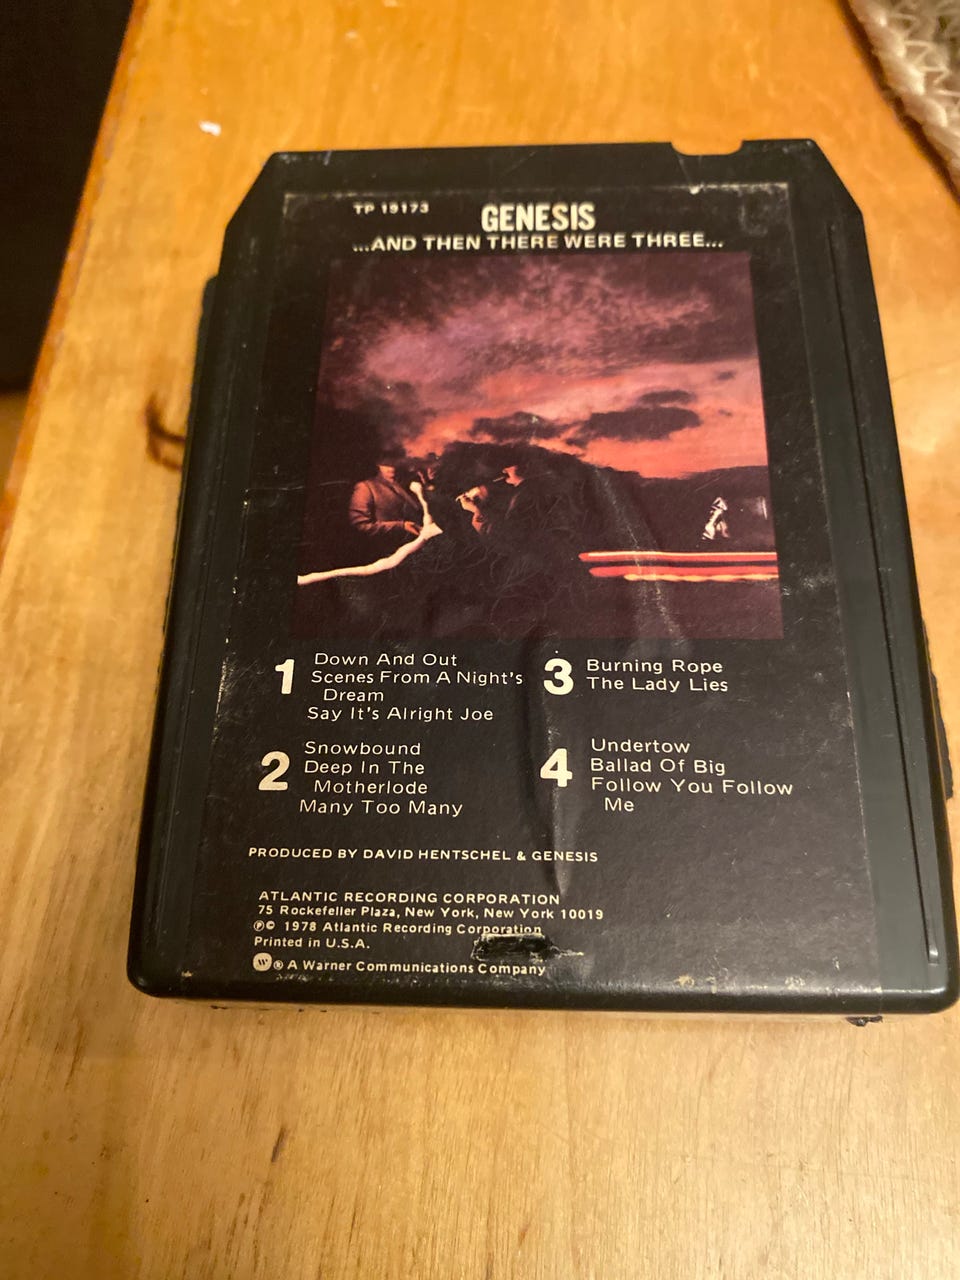 TP 19173
GENESIS
...AND THEN THERE WERE THREE...
1
Down And Out
Scenes From A Night's
Dream
Say It's Alright Joe
2
Snowbound
Deep In The
Motherlode
Many Too Many
3
Burning Rope
The Lady Lies
4
Undertow
Ballad Of Big
Follow You Follow
Me
PRODUCED BY DAVID HENTSCHEL & GENESIS
ATLANTIC RECORDING CORPORATION
75 Rockefeller Plaza, New York, New York 10019
℗© 1978 Atlantic Recording Corporation
Printed in U.S.A.
® A Warner Communications Company